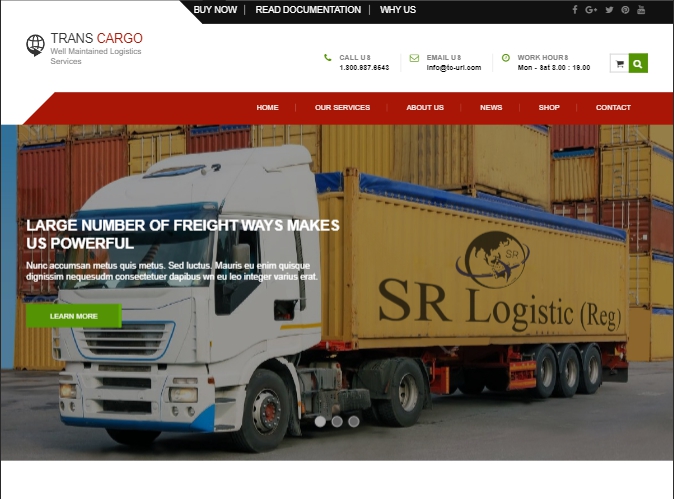 BUY NOW | READ DOCUMENTATION | WHY US
TRANS CARGO
Well Maintained Logistics
Services
CALL US
1.800.987.6543
EMAIL US
info@tc-url.com
WORK HOURS
Mon - Sat 8.00 : 19.00
HOME | OUR SERVICES | ABOUT US | NEWS | SHOP | CONTACT
LARGE NUMBER OF FREIGHT WAYS MAKES
US POWERFUL
Nunc accumsan metus quis metus. Sed luctus. Mauris eu enim quisque
dignissim nequesudm consectetuer dapibus wn eu leo integer varius erat.
LEARN MORE
SR
SR Logistic (Reg)